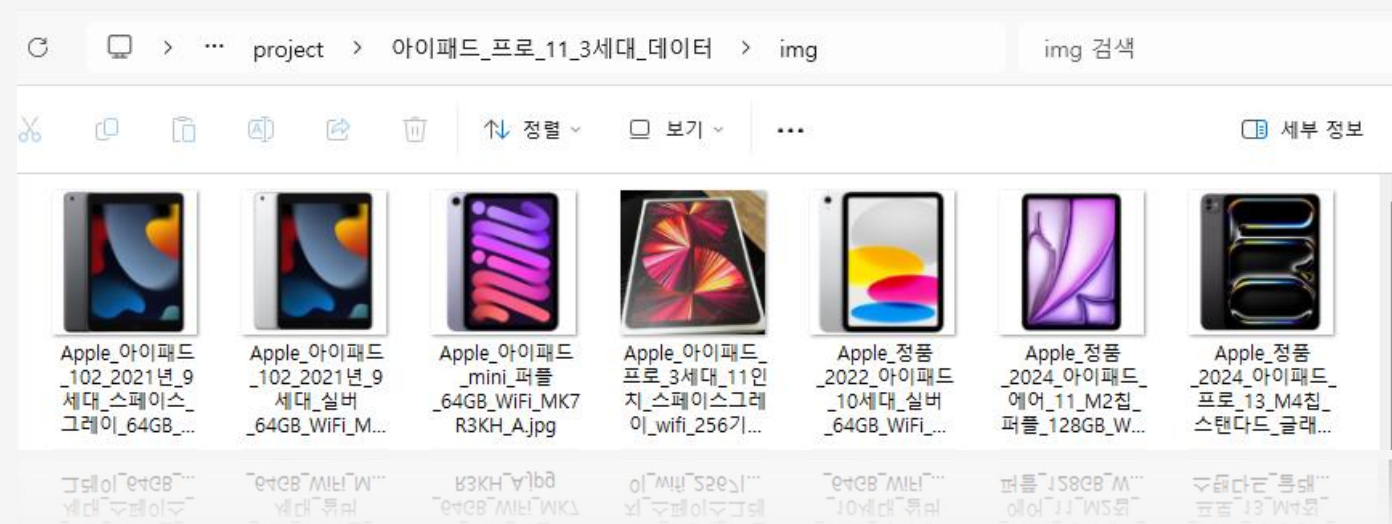 … project > 아이패드_프로_11_3세대_데이터 > img
img 검색
정렬
보기
...
세부 정보
Apple_아이패드
_102_2021년_9
세대_스페이스_
그레이_64GB_...
Apple_아이패드
_102_2021년_9
세대_실버
_64GB_WiFi_M...
Apple_아이패드
_mini_퍼플
_64GB_WiFi_MK7
R3KH_A.jpg
Apple_아이패드_
프로_3세대_11인
치_스페이스그레
이_wifi_256기...
Apple_정품
_2022_아이패드
_10세대_실버
_64GB_WiFi_...
Apple_정품
_2024_아이패드_
에어_11_M2칩_
퍼플_128GB_W...
Apple_정품
_2024_아이패드_
프로_13_M4칩_
스탠다드_글래...